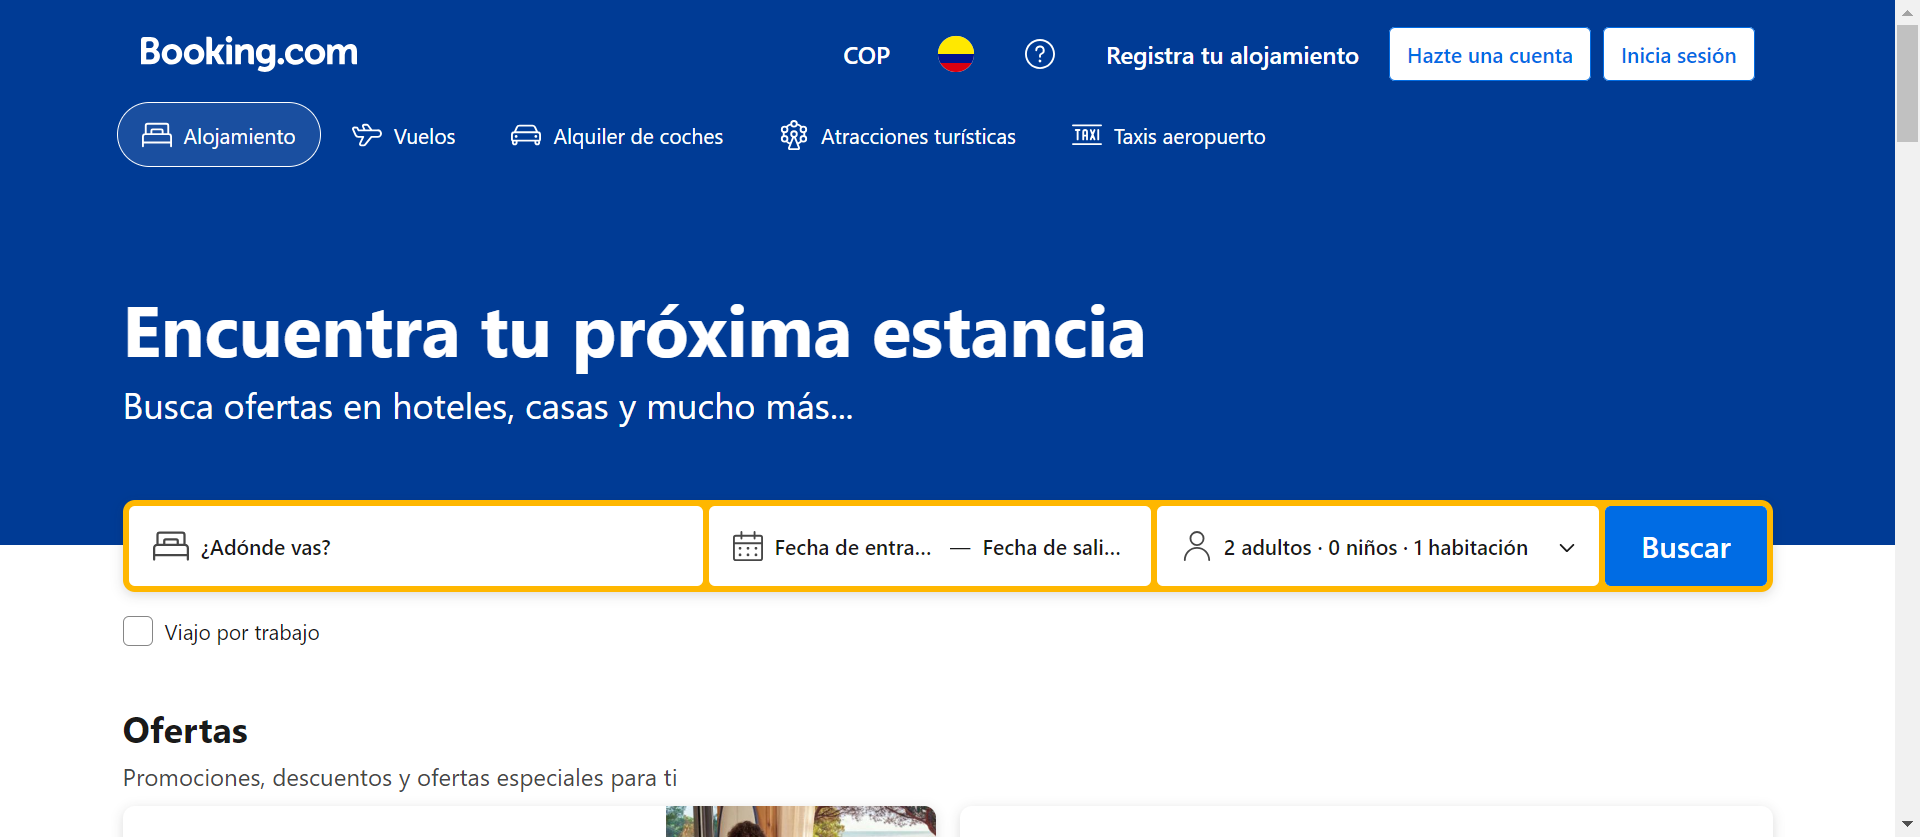 Booking.com
COP
Registra tu alojamiento
Hazte una cuenta
Inicia sesión
Alojamiento
Vuelos
Alquiler de coches
Atracciones turísticas
TAXI
Taxis aeropuerto
Encuentra tu próxima estancia
Busca ofertas en hoteles, casas y mucho más...
¿Adónde vas?
Fecha de entra... — Fecha de sali...
2 adultos · 0 niños · 1 habitación
Buscar
Viajo por trabajo
Ofertas
Promociones, descuentos y ofertas especiales para ti